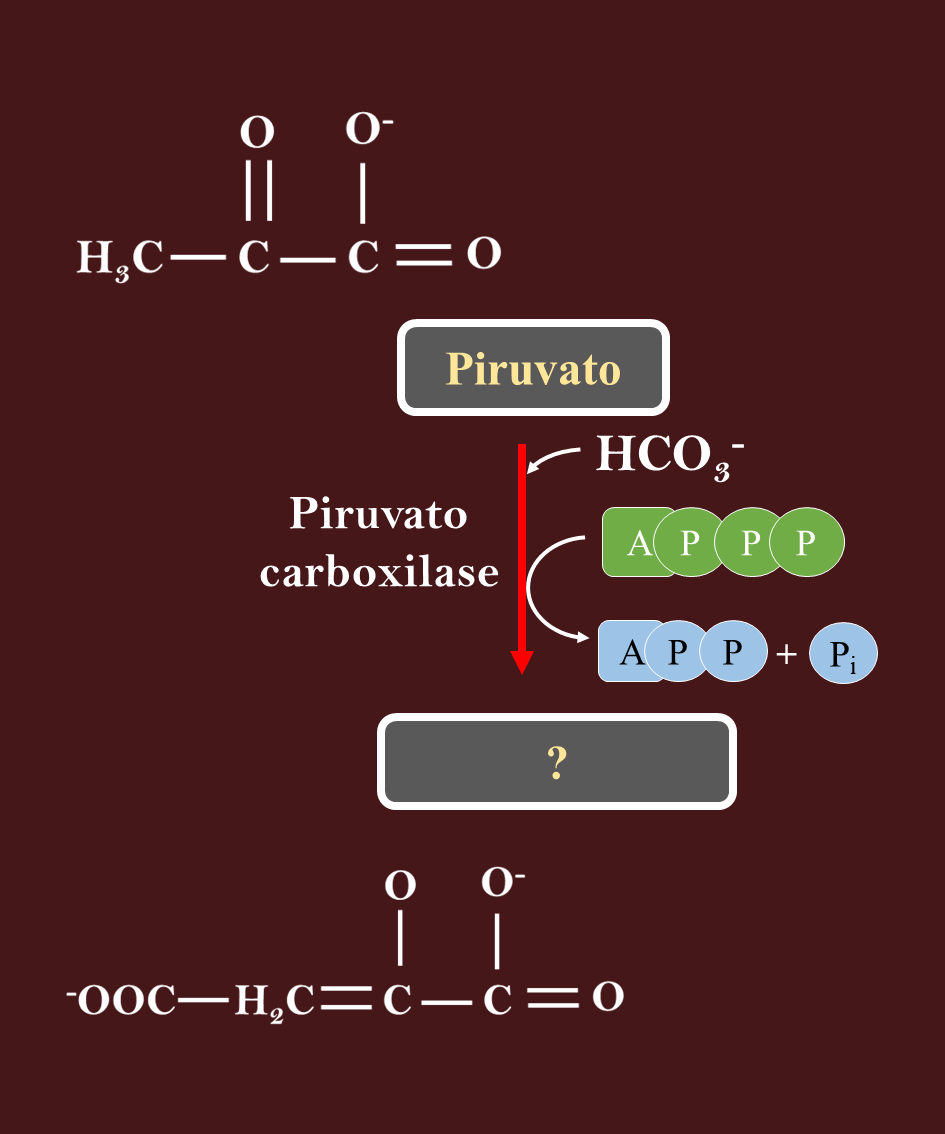 O O⁻
H₃C C C O
Piruvato
HCO₃⁻
Piruvato
carboxilase
A P P P
A P P + Pᵢ
?
O O⁻
⁻OOC H₂C C C O